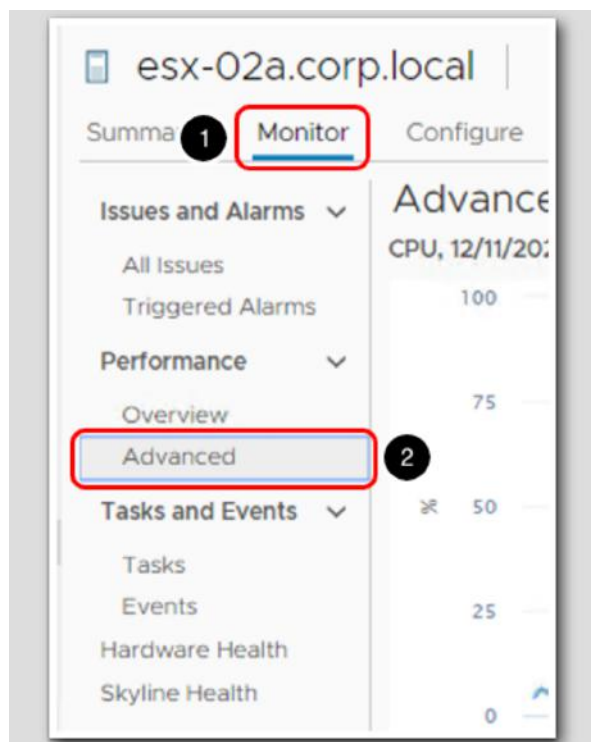 esx-02a.corp.local
Summa 1 Monitor Configure
Issues and Alarms
All Issues
Triggered Alarms
Performance
Overview
Advanced 2
Tasks and Events
Tasks
Events
Hardware Health
Skyline Health
Advance
CPU, 12/11/202
100
75
% 50
25
0